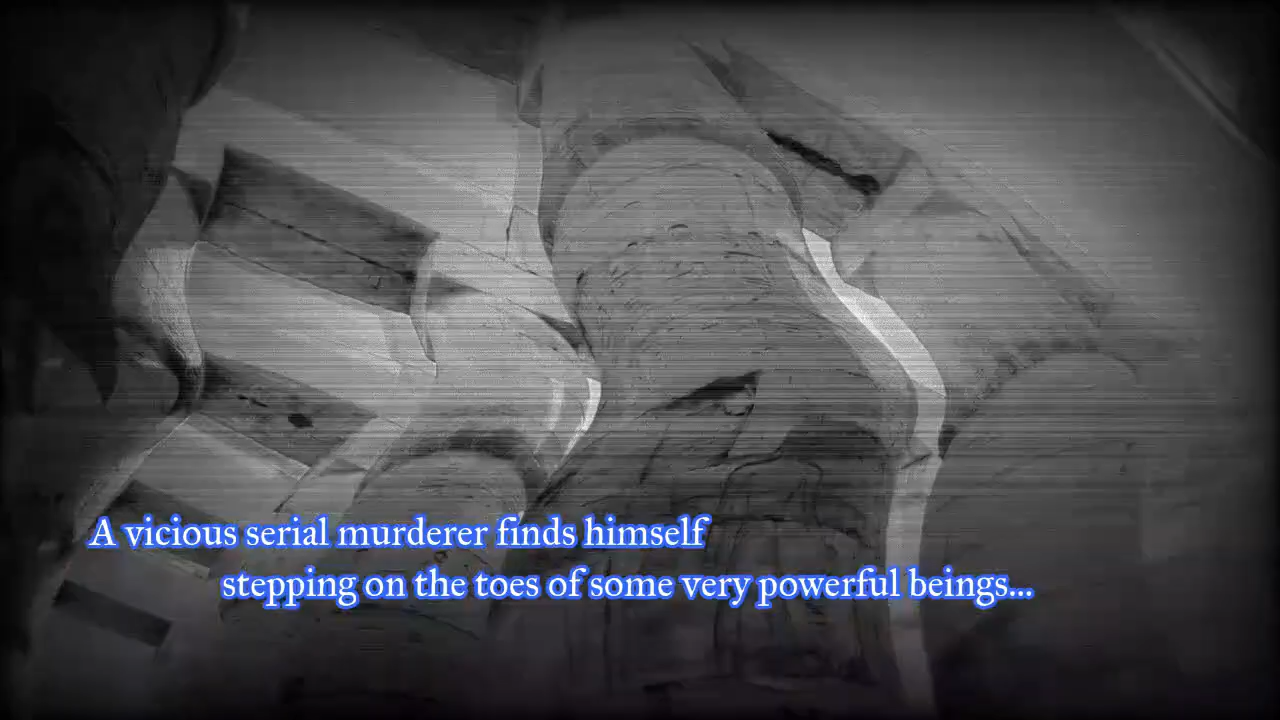 A vicious serial murderer finds himself
stepping on the toes of some very powerful beings...